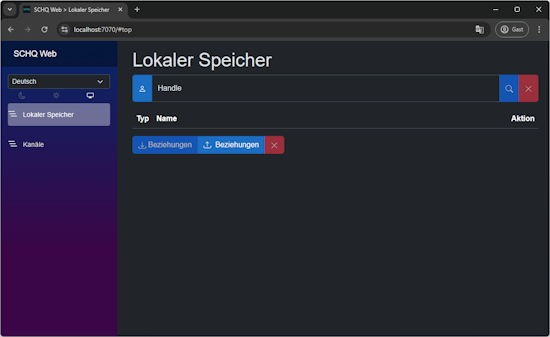 SCHQ Web > Lokaler Speicher
localhost:7070/#top
Gast
SCHQ Web
Deutsch
Lokaler Speicher
Kanäle
Lokaler Speicher
Handle
Typ Name Aktion
Beziehungen Beziehungen